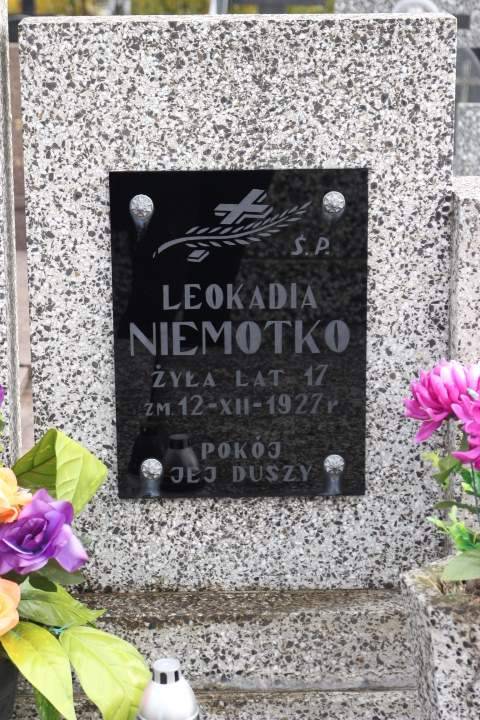 Ś.P.
LEOKADIA
NIEMOTKO
ŻYŁA LAT 17
ZM. 12-XII-1927 r
POKÓJ
JEJ DUSZY